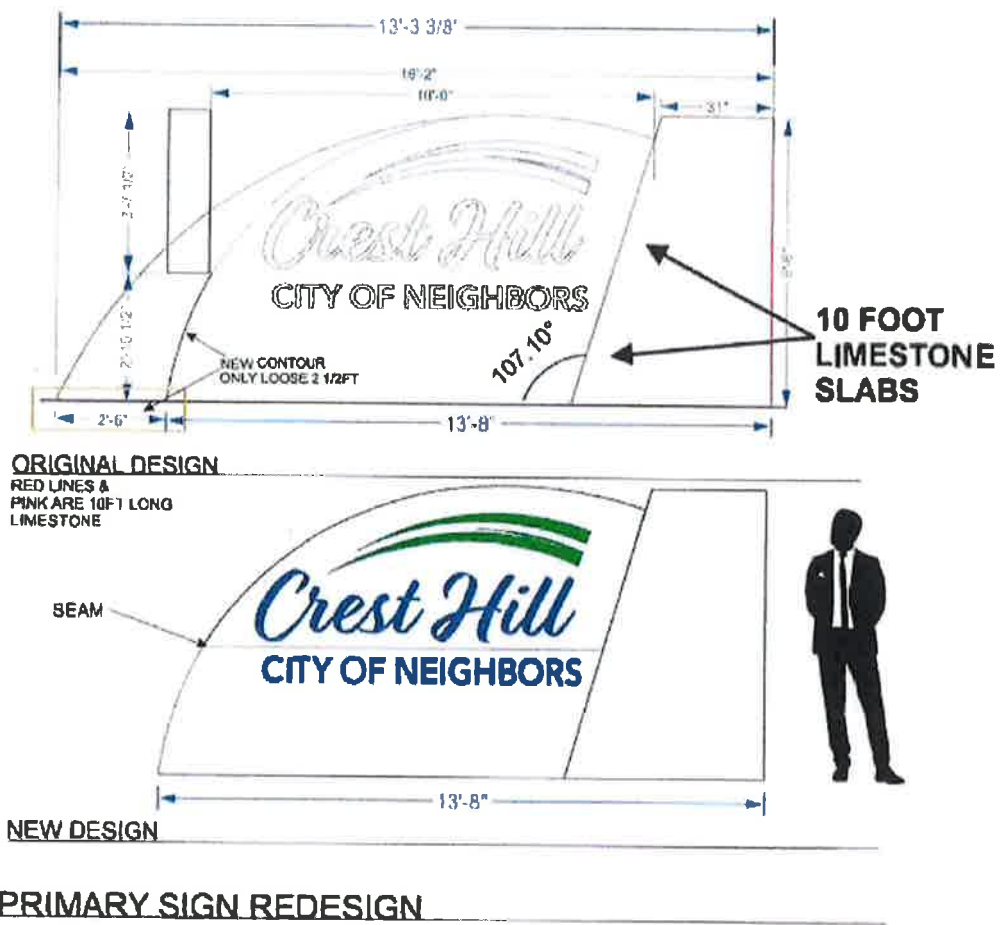 13'-3 3/8'
16'-2"
31"
Crest Hill
CITY OF NEIGHBORS
NEW CONTOUR
ONLY LOOSE 2 1/2FT
107.10°
10 FOOT
LIMESTONE
SLABS
2'-6"
13'-8"
ORIGINAL DESIGN
RED LINES &
PINK ARE 10FT LONG
LIMESTONE
SEAM
Crest Hill
CITY OF NEIGHBORS
13'-8"
NEW DESIGN
PRIMARY SIGN REDESIGN